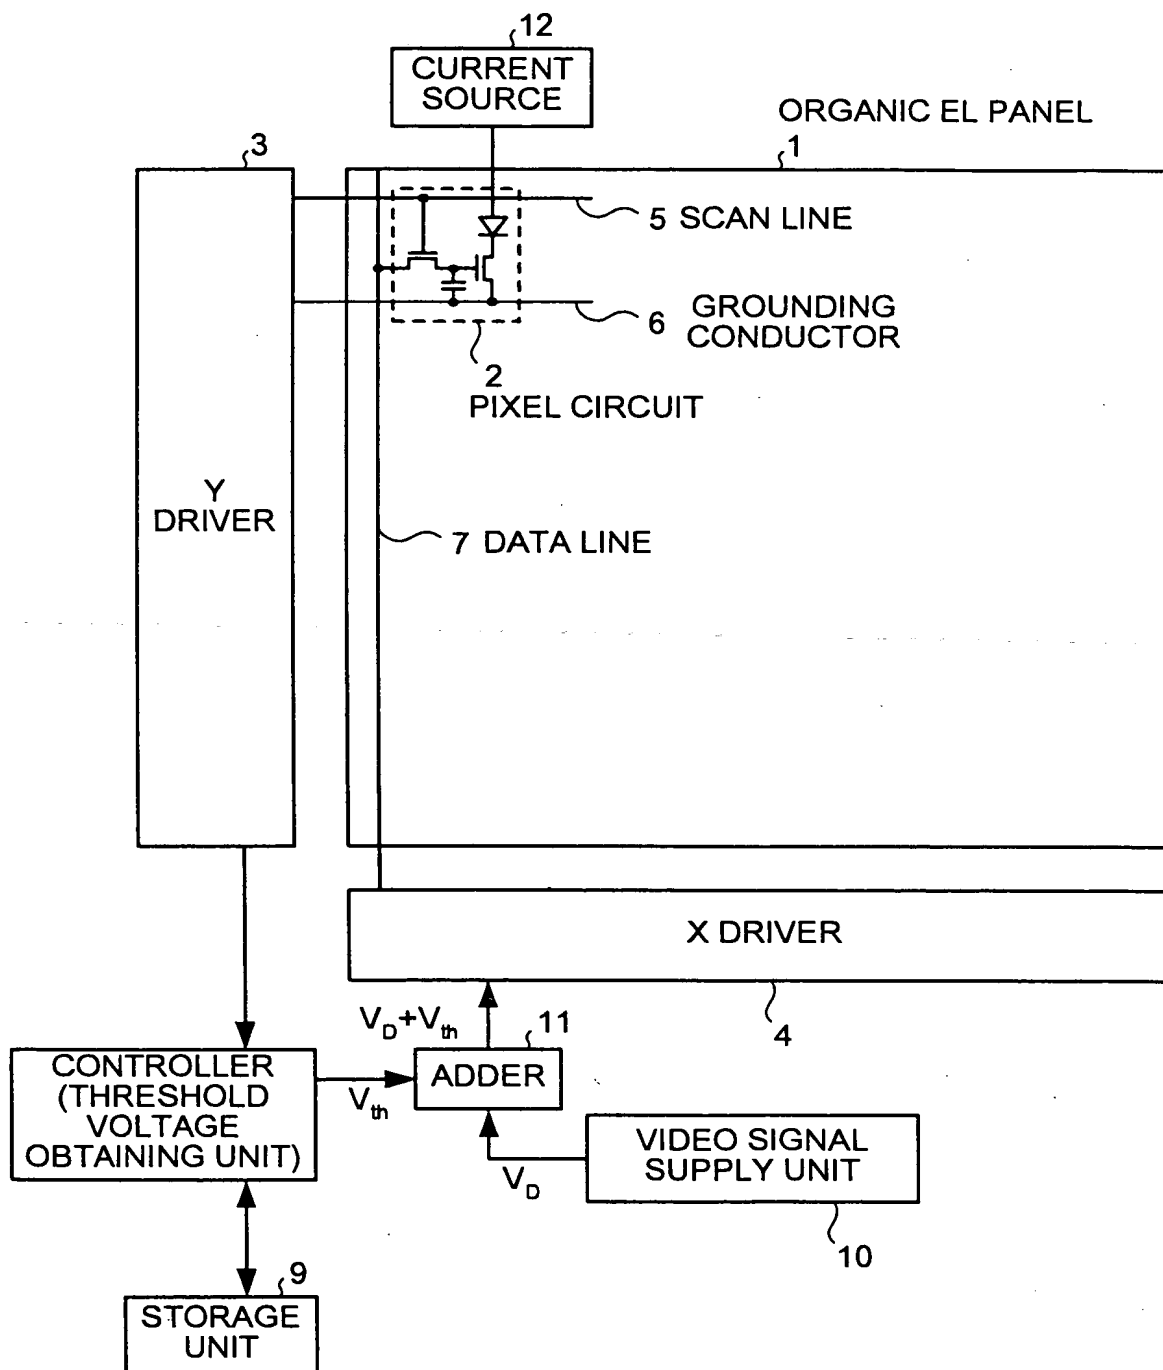 12
CURRENT
SOURCE
ORGANIC EL PANEL
3
1
5 SCAN LINE
6 GROUNDING
CONDUCTOR
2
PIXEL CIRCUIT
Y
DRIVER
7 DATA LINE
X DRIVER
4
VD+Vth
11
CONTROLLER
(THRESHOLD
VOLTAGE
OBTAINING UNIT)
Vth
ADDER
VD
VIDEO SIGNAL
SUPPLY UNIT
10
9
STORAGE
UNIT